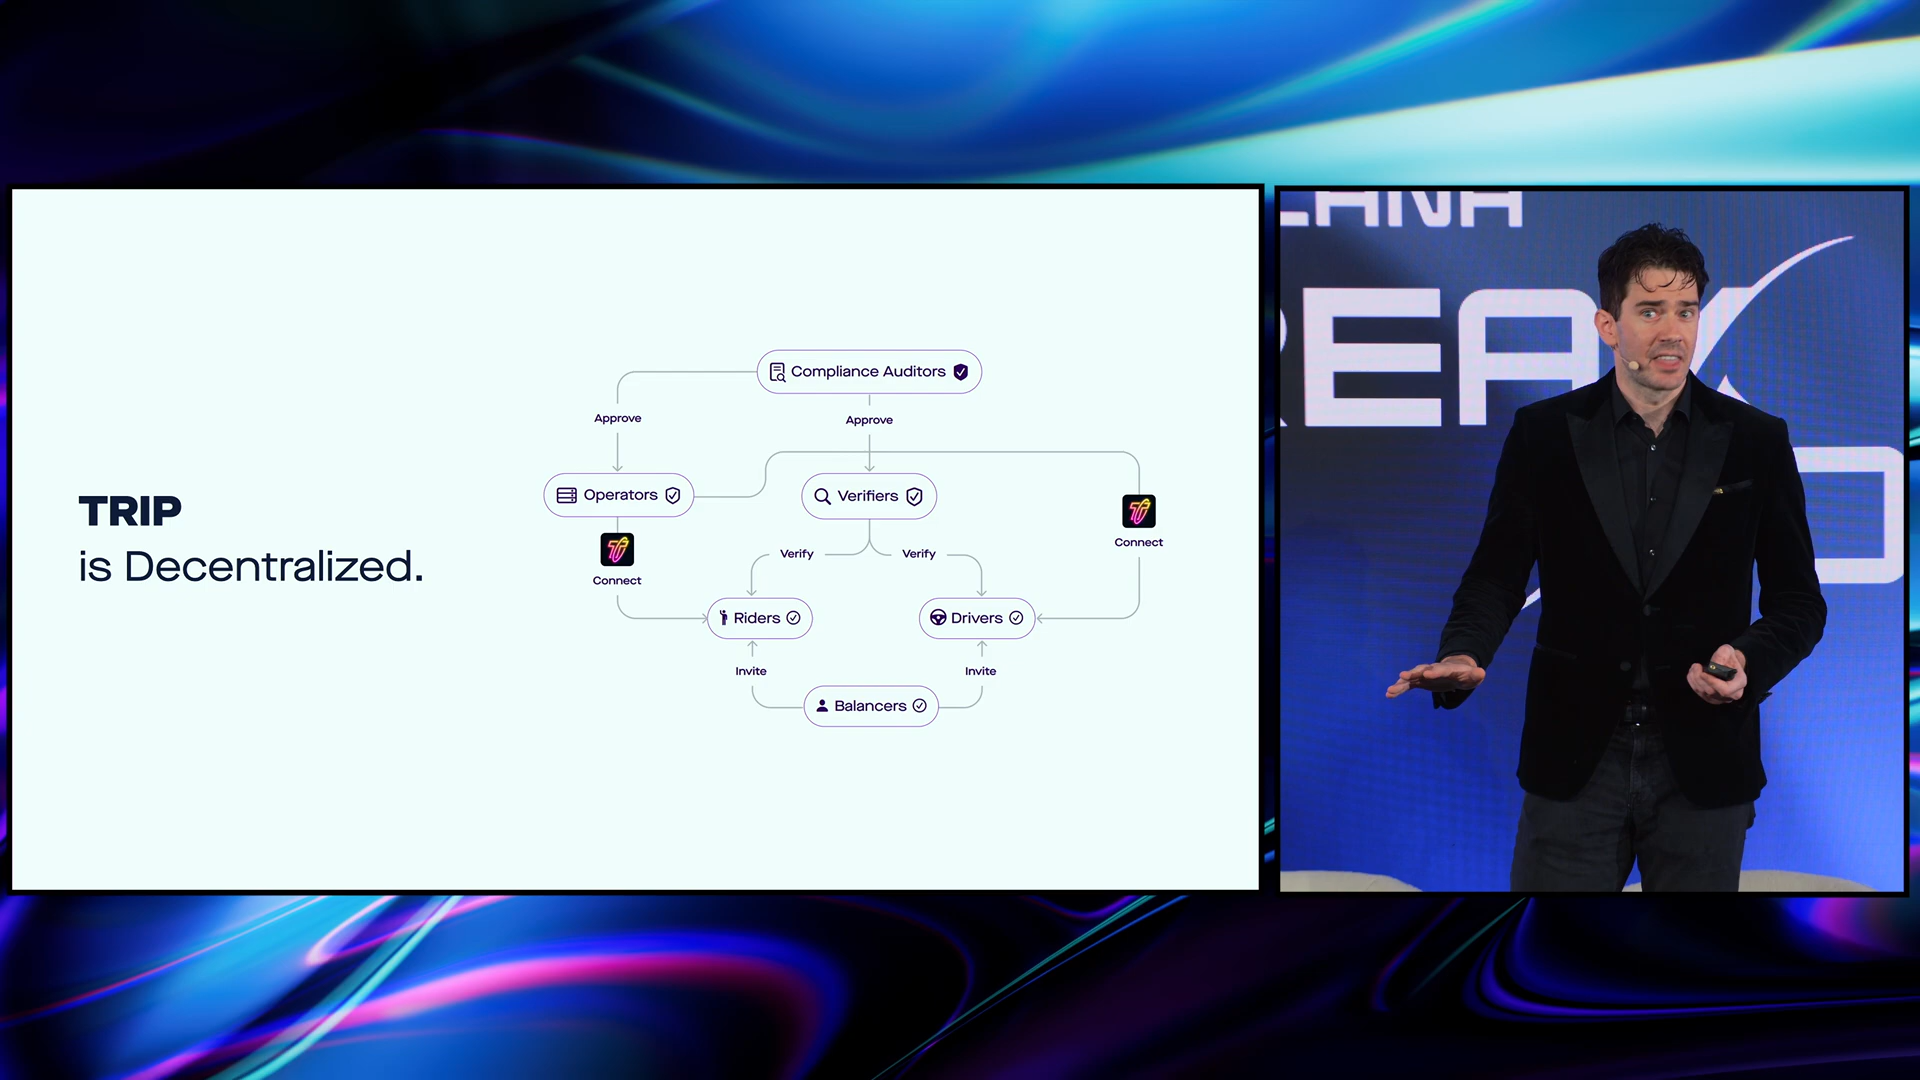 TRIP
is Decentralized.
Compliance Auditors
Approve
Approve
Operators
Verifiers
Connect
Verify
Verify
Connect
Riders
Drivers
Invite
Invite
Balancers